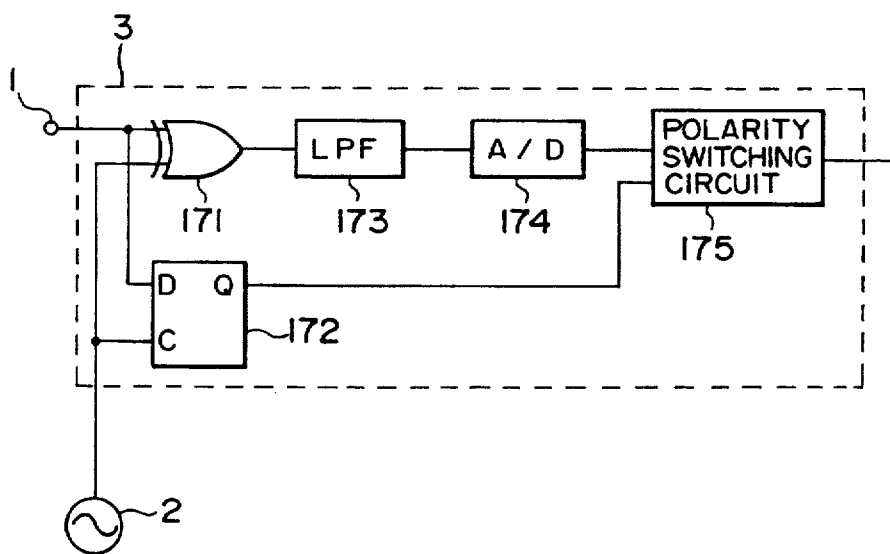 3
1
LPF
A/D
POLARITY
SWITCHING
CIRCUIT
171
173
174
175
D Q
C
172
2